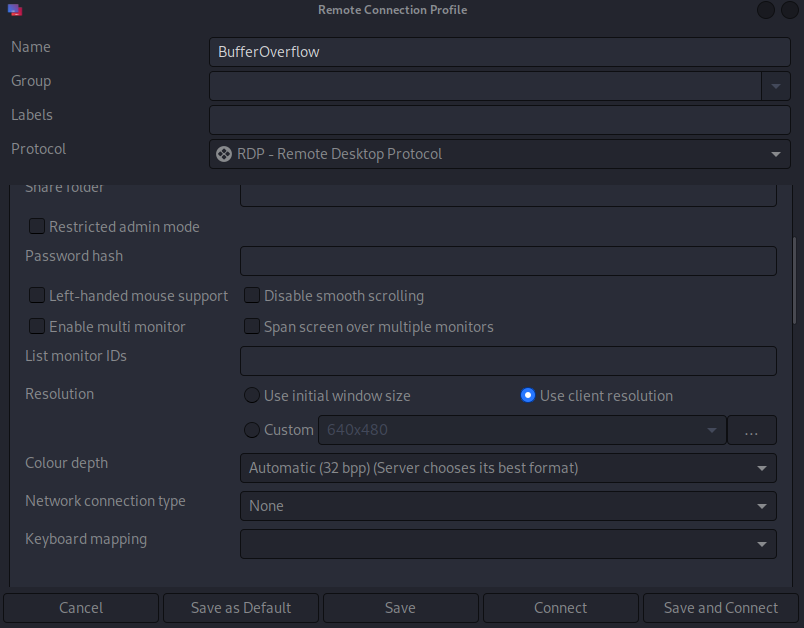 Remote Connection Profile
Name
BufferOverflow
Group
Labels
Protocol
RDP - Remote Desktop Protocol
Share folder
Restricted admin mode
Password hash
Left-handed mouse support
Disable smooth scrolling
Enable multi monitor
Span screen over multiple monitors
List monitor IDs
Resolution
Use initial window size
Use client resolution
Custom
640x480
...
Colour depth
Automatic (32 bpp) (Server chooses its best format)
Network connection type
None
Keyboard mapping
Cancel
Save as Default
Save
Connect
Save and Connect